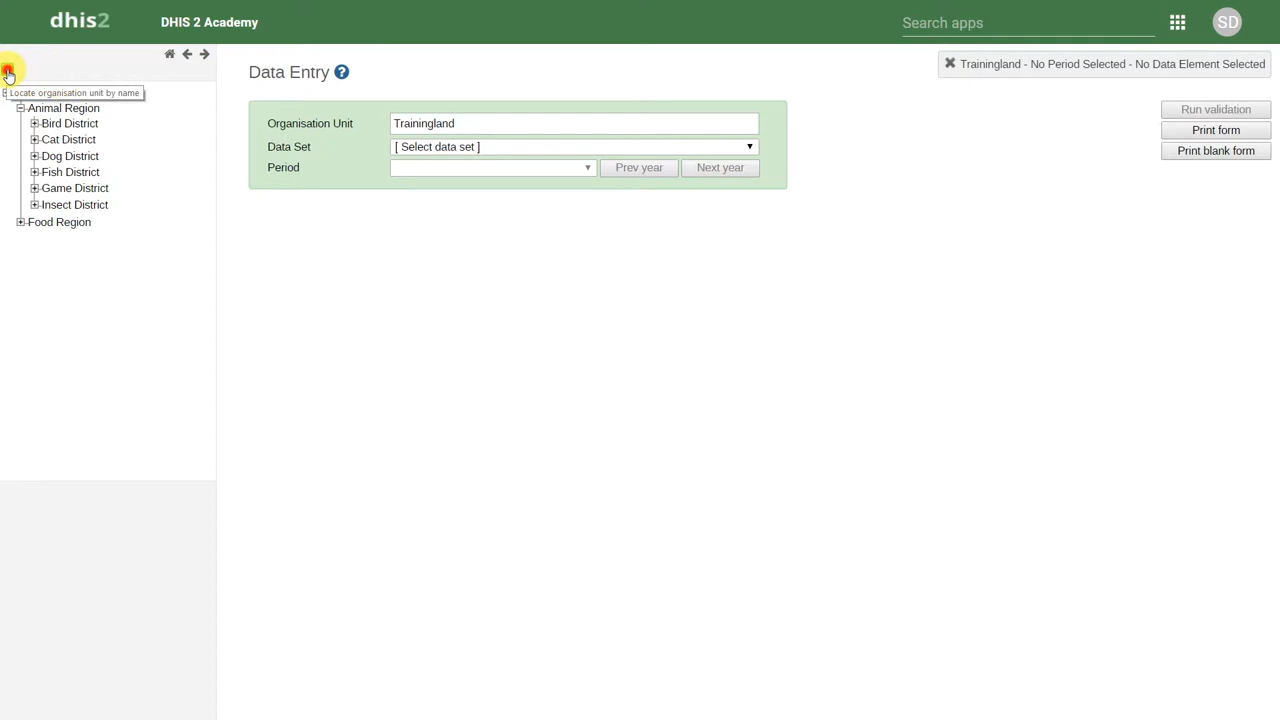 dhis2
DHIS 2 Academy
Search apps
SD
Locate organisation unit by name
Animal Region
Bird District
Cat District
Dog District
Fish District
Game District
Insect District
Food Region
Data Entry ?
Organisation Unit Trainingland
Data Set [ Select data set ]
Period Prev year Next year
Trainingland - No Period Selected - No Data Element Selected
Run validation
Print form
Print blank form